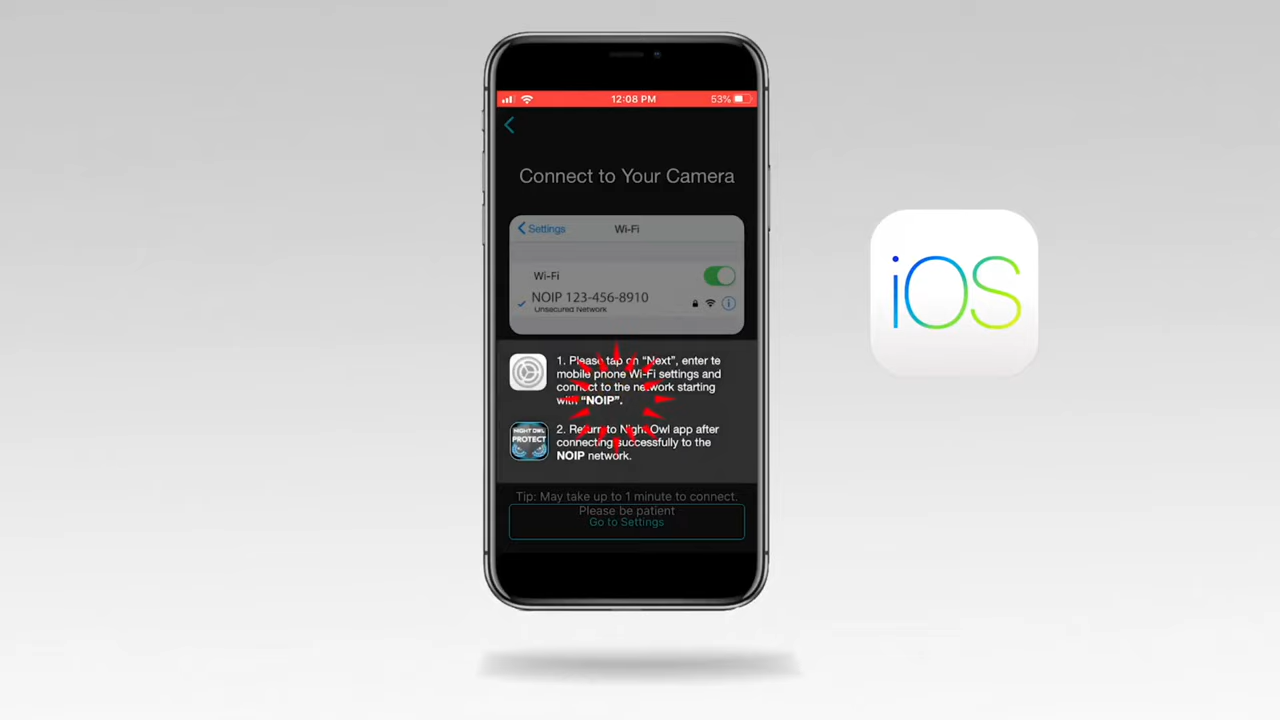 12:08 PM
53%
Connect to Your Camera
Settings
Wi-Fi
Wi-Fi
NOIP 123-456-8910
Unsecured Network
1. Please tap on “Next”, enter te
mobile phone Wi-Fi settings and
connect to the network starting
with “NOIP”.
NIGHT OWL
PROTECT
2. Return to Night Owl app after
connecting successfully to the
NOIP network.
Tip: May take up to 1 minute to connect.
Please be patient
Go to Settings
iOS